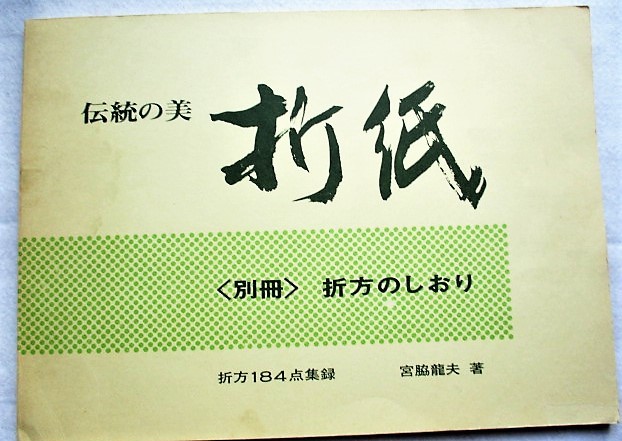 伝統の美 折紙
〈別冊〉 折方のしおり
折方184点集録 宮脇龍夫 著